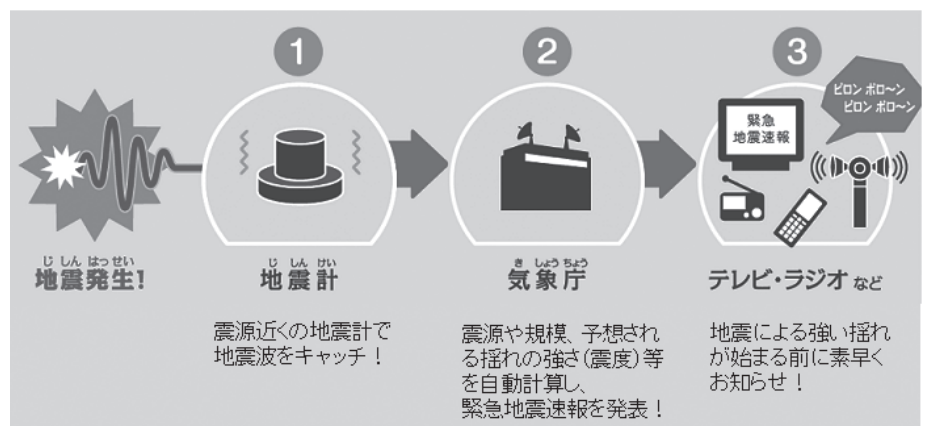 1
2
3
ピロン ポロ〜ン
ピロン ポロ〜ン
緊急
地震速報
じ しん はっ せい
地震発生!
じ しん けい
地震計
き しょう ちょう
気象庁
テレビ・ラジオ など
震源近くの地震計で
地震波をキャッチ！
震源や規模、予想され
る揺れの強さ（震度）等
を自動計算し、
緊急地震速報を発表！
地震による強い揺れ
が始まる前に素早く
お知らせ！